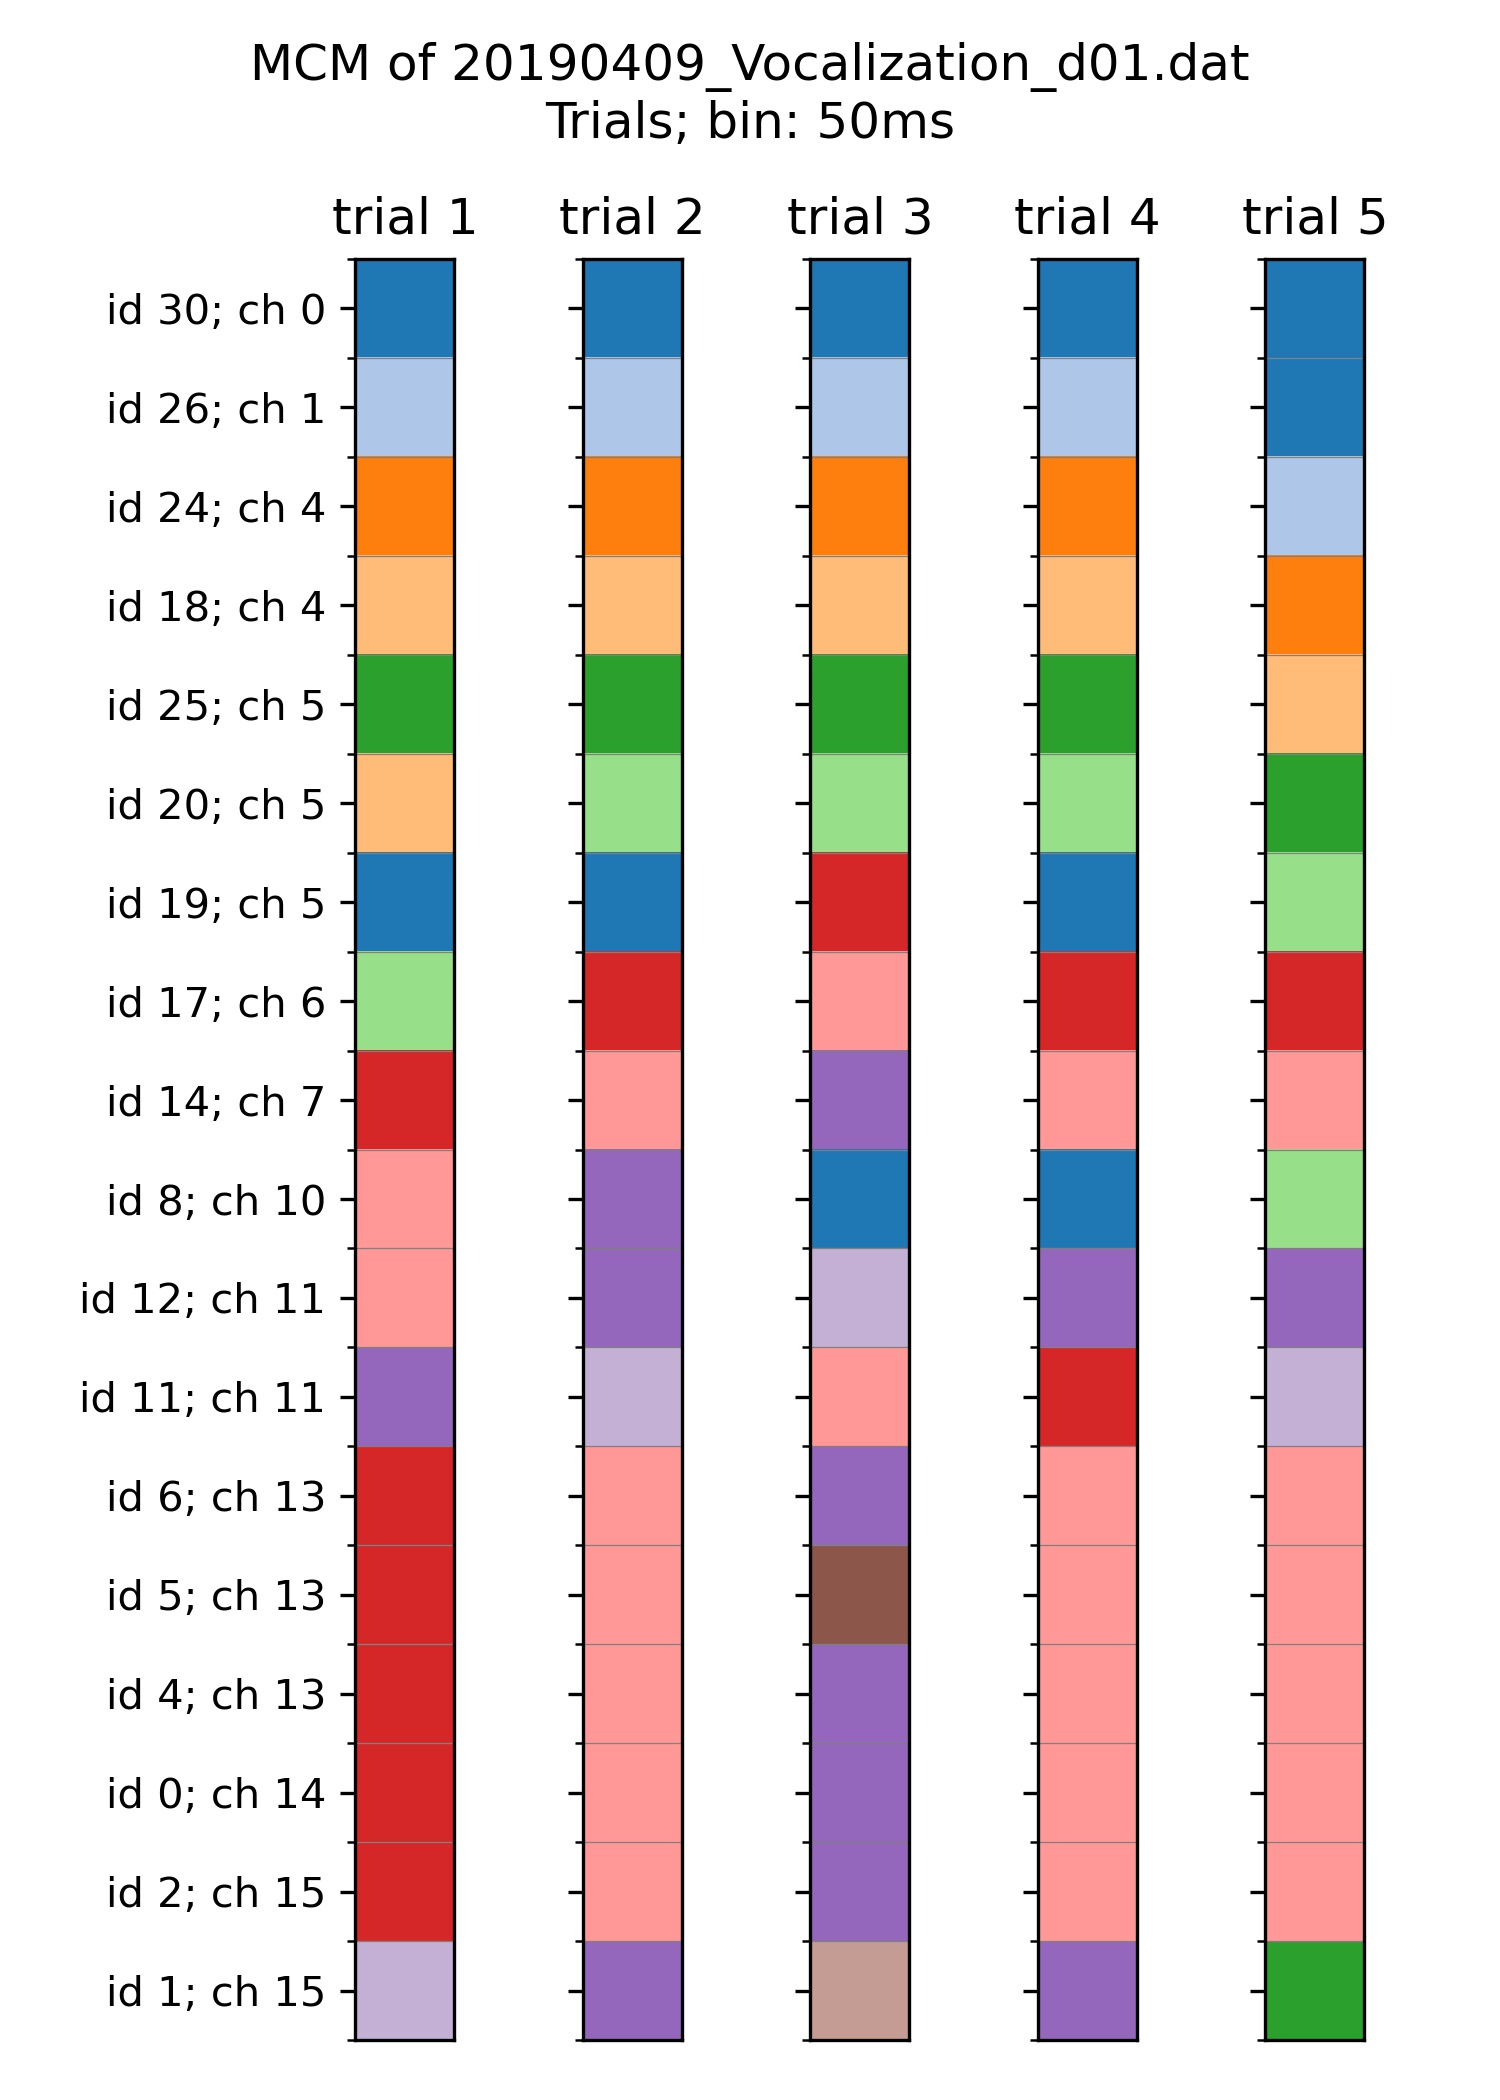 MCM of 20190409_Vocalization_d01.dat
Trials; bin: 50ms
trial 1 trial 2 trial 3 trial 4 trial 5
id 30; ch 0
id 26; ch 1
id 24; ch 4
id 18; ch 4
id 25; ch 5
id 20; ch 5
id 19; ch 5
id 17; ch 6
id 14; ch 7
id 8; ch 10
id 12; ch 11
id 11; ch 11
id 6; ch 13
id 5; ch 13
id 4; ch 13
id 0; ch 14
id 2; ch 15
id 1; ch 15